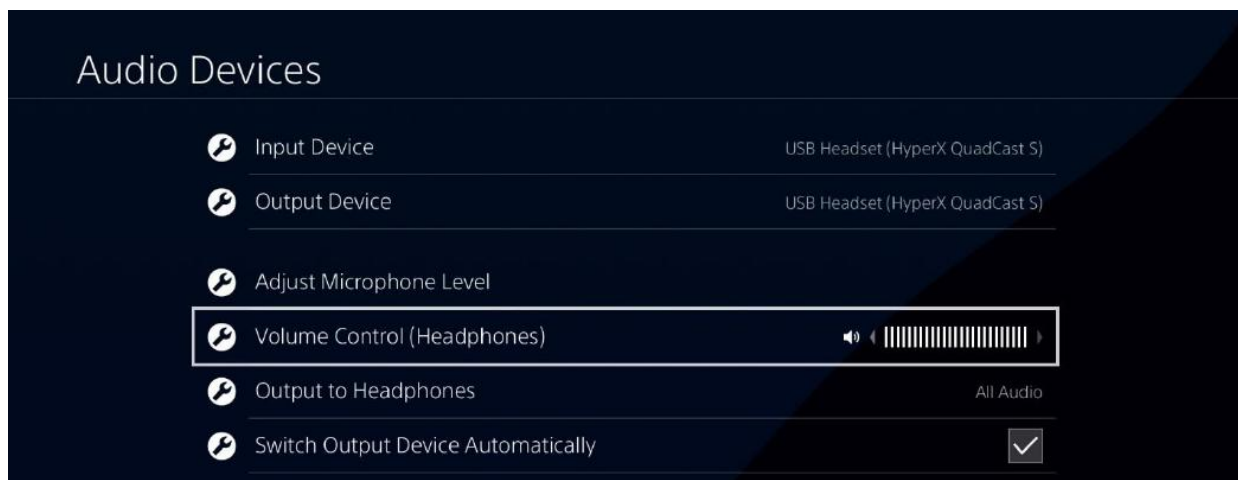 Audio Devices
Input Device USB Headset (HyperX QuadCast S)
Output Device USB Headset (HyperX QuadCast S)
Adjust Microphone Level
Volume Control (Headphones)
Output to Headphones All Audio
Switch Output Device Automatically